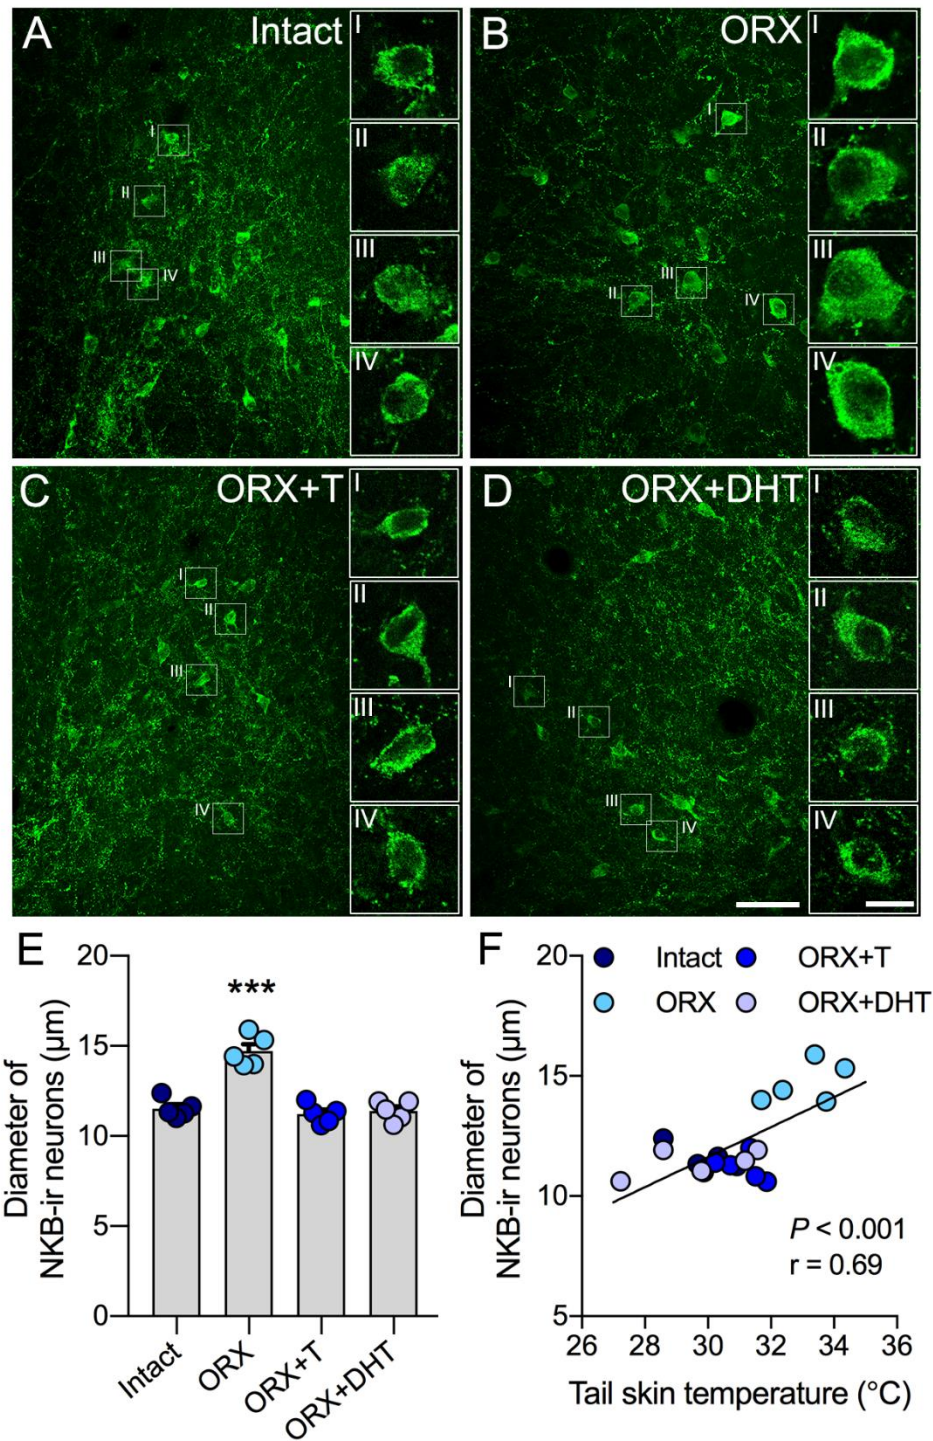 A Intact I
I
II
II
III
III
IV
IV
B ORX I
I
II
II
III
III
IV
IV
C ORX+T I
I
II
II
III
III
IV
IV
D ORX+DHT I
I
II
II
III
III
IV
IV
E
Diameter of
NKB-ir neurons (µm)
20
15
10
5
0
***
Intact
ORX
ORX+T
ORX+DHT
F
Diameter of
NKB-ir neurons (µm)
20
15
10
5
Intact ORX+T
ORX ORX+DHT
P < 0.001
r = 0.69
26 28 30 32 34 36
Tail skin temperature (°C)